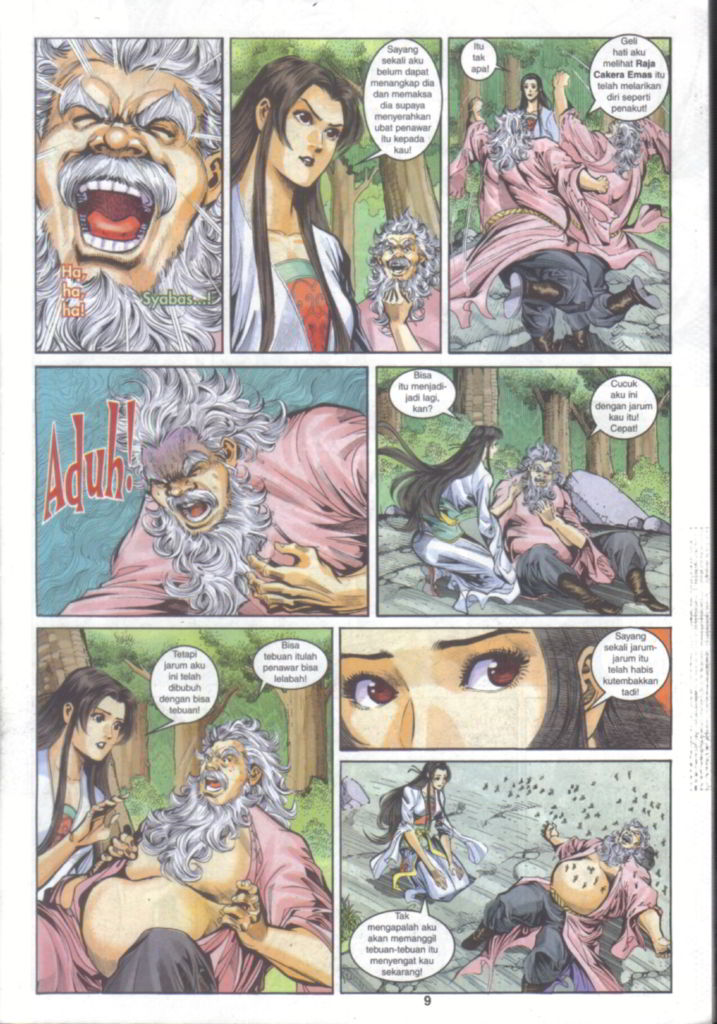 Ha,
ha,
ha!
Syabas...!
Sayang
sekali aku
belum dapat
menangkap dia
dan memaksa
dia supaya
menyerahkan
ubat penawar
itu kepada
kau!
Itu
tak
apa!
Geli
hati aku
melihat Raja
Cakera Emas itu
telah melarikan
diri seperti
penakut!
Aduh!
Bisa
itu menjadi-
jadi lagi,
kan?
Cucuk
aku ini
dengan jarum
kau itu!
Cepat!
Tetapi
jarum aku
ini telah
dibubuh
dengan bisa
tebuan!
Bisa
tebuan itulah
penawar bisa
lelabah!
Sayang
sekali jarum-
jarum itu
telah habis
kutembakkan
tadi!
Tak
mengapalah aku
akan memanggil
tebuan-tebuan itu
menyengat kau
sekarang!
9